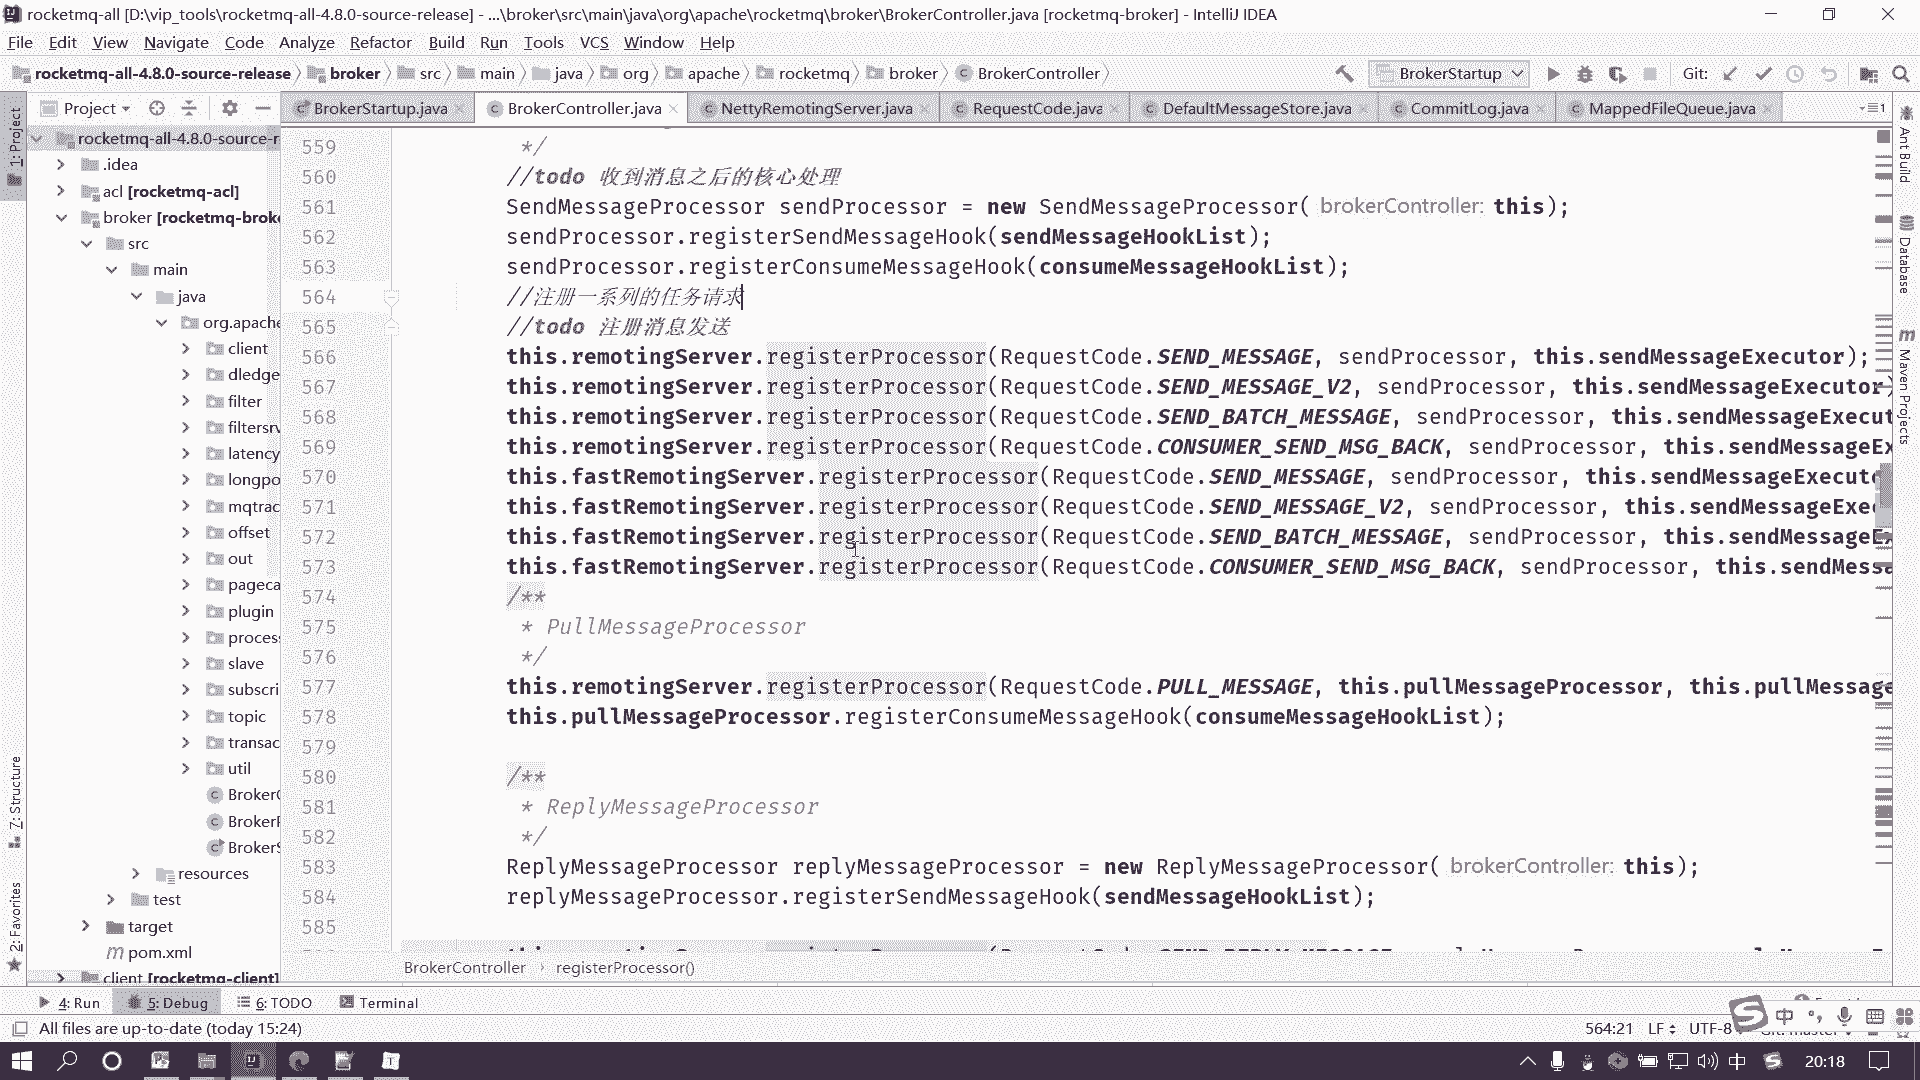 rocketmq-all [D:\vip_tools\rocketmq-all-4.8.0-source-release] - ...\broker\src\main\java\org\apache\rocketmq\broker\BrokerController.java [rocketmq-broker] - IntelliJ IDEA
File Edit View Navigate Code Analyze Refactor Build Run Tools VCS Window Help
rocketmq-all-4.8.0-source-release broker src main java org apache rocketmq broker BrokerController BrokerStartup Git:
Project BrokerStartup.java BrokerController.java NettyRemotingServer.java RequestCode.java DefaultMessageStore.java CommitLog.java MappedFileQueue.java
1: Project
7: Structure
2: Favorites
Ant Build
Database
Maven Projects
rocketmq-all-4.8.0-source-r
.idea
acl [rocketmq-acl]
broker [rocketmq-broke
src
main
java
org.apache
client
dledge
filter
filtersrv
latency
longpo
mqtrac
offset
out
pageca
plugin
process
slave
subscri
topic
transac
util
Broker
Broker
Broker
resources
test
target
pom.xml
client [rocketmq-client]
559 */
560 //todo 收到消息之后的核心处理
561 SendMessageProcessor sendProcessor = new SendMessageProcessor( brokerController: this);
562 sendProcessor.registerSendMessageHook(sendMessageHookList);
563 sendProcessor.registerConsumeMessageHook(consumeMessageHookList);
564 //注册一系列的任务请求
565 //todo 注册消息发送
566 this.remotingServer.registerProcessor(RequestCode.SEND_MESSAGE, sendProcessor, this.sendMessageExecutor);
567 this.remotingServer.registerProcessor(RequestCode.SEND_MESSAGE_V2, sendProcessor, this.sendMessageExecutor)
568 this.remotingServer.registerProcessor(RequestCode.SEND_BATCH_MESSAGE, sendProcessor, this.sendMessageExecut
569 this.remotingServer.registerProcessor(RequestCode.CONSUMER_SEND_MSG_BACK, sendProcessor, this.sendMessageEx
570 this.fastRemotingServer.registerProcessor(RequestCode.SEND_MESSAGE, sendProcessor, this.sendMessageExecuto
571 this.fastRemotingServer.registerProcessor(RequestCode.SEND_MESSAGE_V2, sendProcessor, this.sendMessageExec
572 this.fastRemotingServer.registerProcessor(RequestCode.SEND_BATCH_MESSAGE, sendProcessor, this.sendMessageEx
573 this.fastRemotingServer.registerProcessor(RequestCode.CONSUMER_SEND_MSG_BACK, sendProcessor, this.sendMessa
574 /**
575 * PullMessageProcessor
576 */
577 this.remotingServer.registerProcessor(RequestCode.PULL_MESSAGE, this.pullMessageProcessor, this.pullMessage
578 this.pullMessageProcessor.registerConsumeMessageHook(consumeMessageHookList);
579
580 /**
581 * ReplyMessageProcessor
582 */
583 ReplyMessageProcessor replyMessageProcessor = new ReplyMessageProcessor( brokerController: this);
584 replyMessageProcessor.registerSendMessageHook(sendMessageHookList);
585
BrokerController registerProcessor()
4: Run 5: Debug 6: TODO Terminal
All files are up-to-date (today 15:24) 564:21 LF UTF-8 中
中 20:18